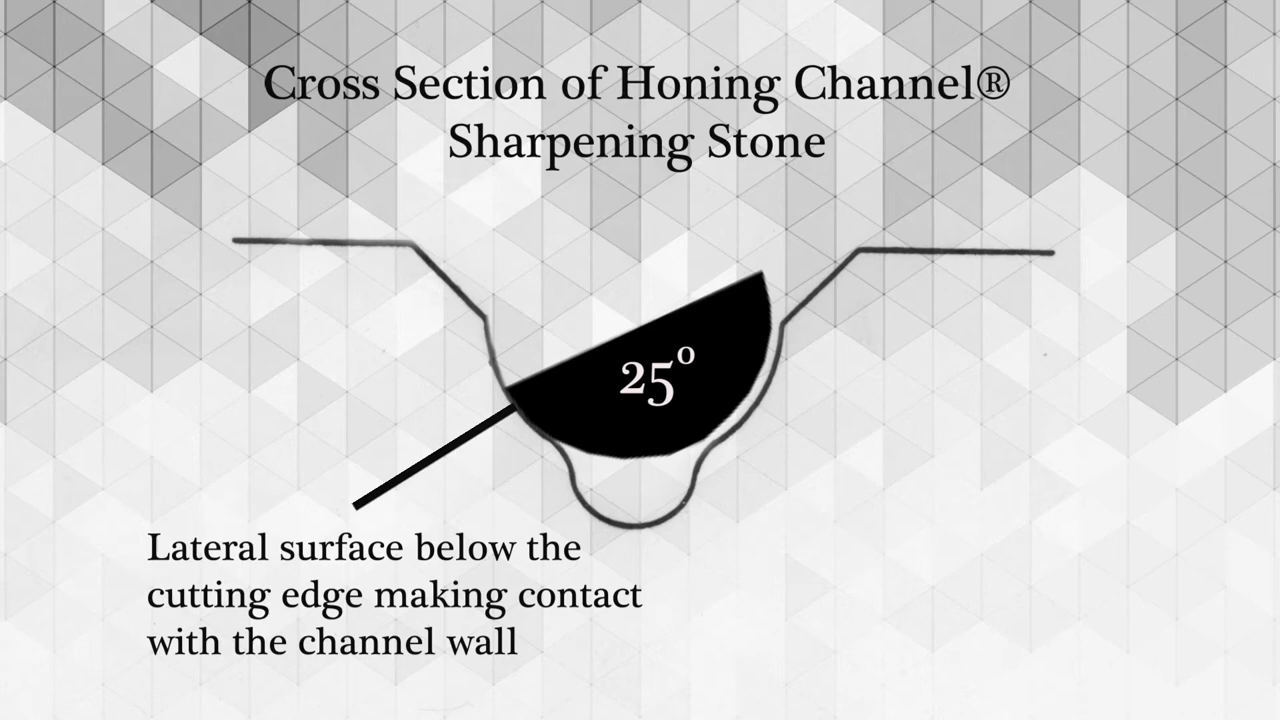 Cross Section of Honing Channel®
Sharpening Stone
25º
Lateral surface below the
cutting edge making contact
with the channel wall